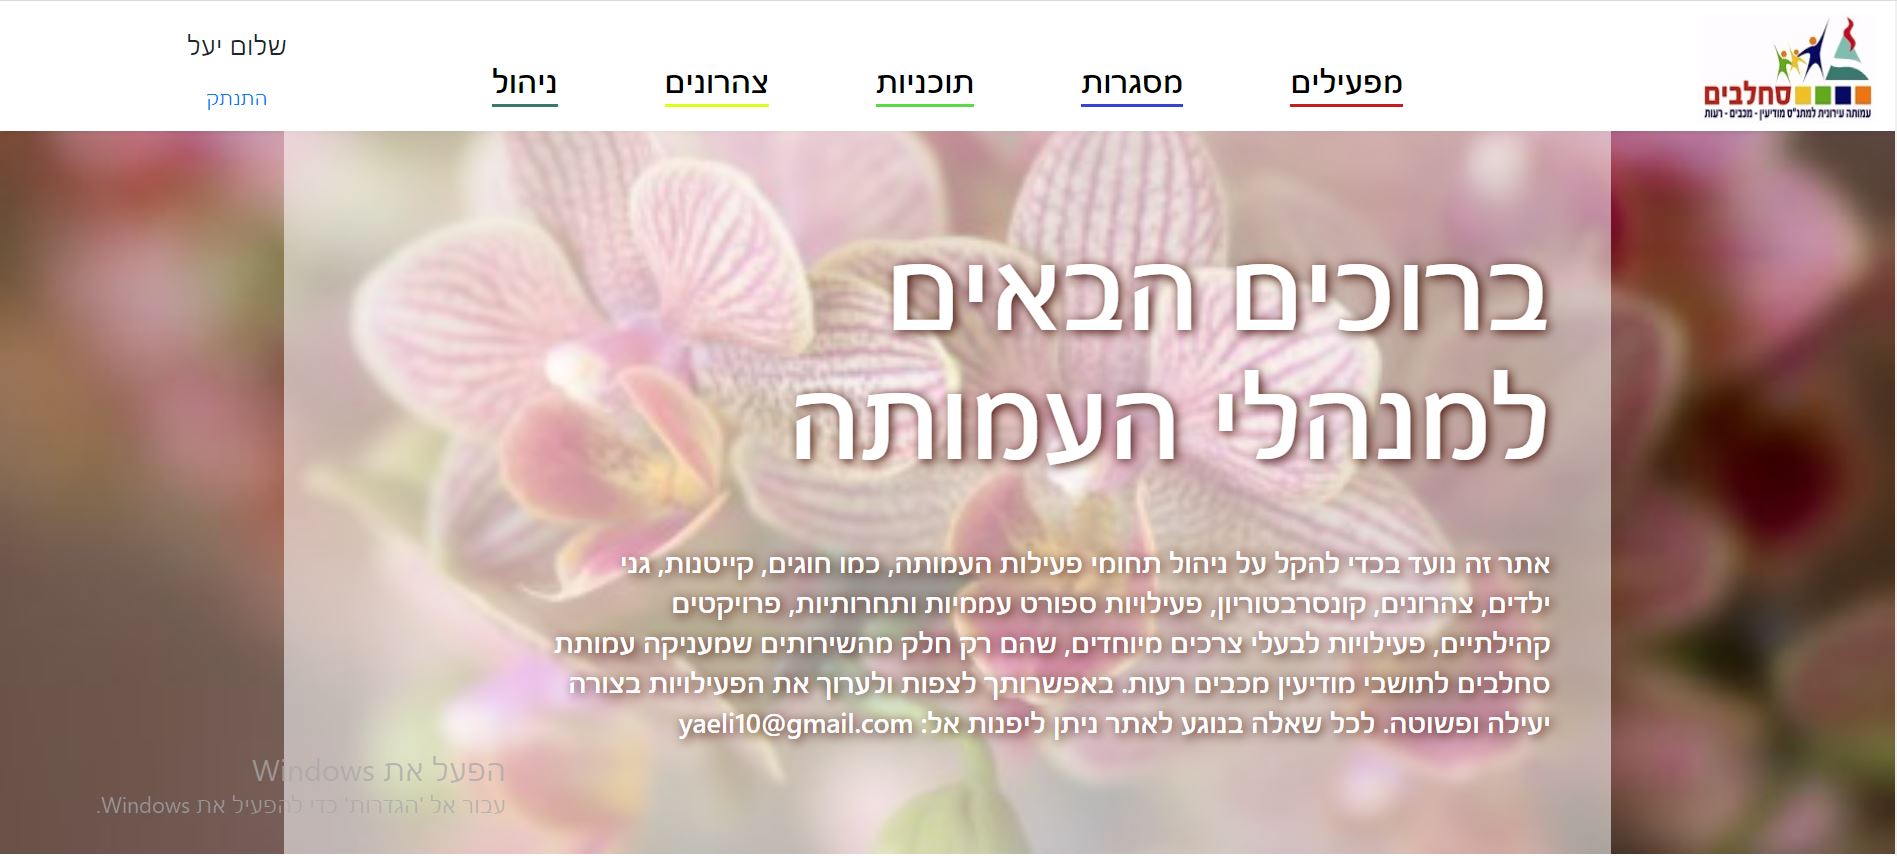 סחלבים
עמותה עירונית למתנ"ס מודיעין - מכבים - רעות
מפעילים
מסגרות
תוכניות
צהרונים
ניהול
שלום יעל
התנתק
ברוכים הבאים
למנהלי העמותה
אתר זה נועד בכדי להקל על ניהול תחומי פעילות העמותה, כמו חוגים, קייטנות, גני
ילדים, צהרונים, קונסרבטוריון, פעילויות ספורט עממיות ותחרותיות, פרויקטים
קהילתיים, פעילויות לבעלי צרכים מיוחדים, שהם רק חלק מהשירותים שמעניקה עמותת
סחלבים לתושבי מודיעין מכבים רעות. באפשרותך לצפות ולערוך את הפעילויות בצורה
יעילה ופשוטה. לכל שאלה בנוגע לאתר ניתן ליפנות אל: yaeli10@gmail.com
הפעל את Windows
עבור אל 'הגדרות' כדי להפעיל את Windows.